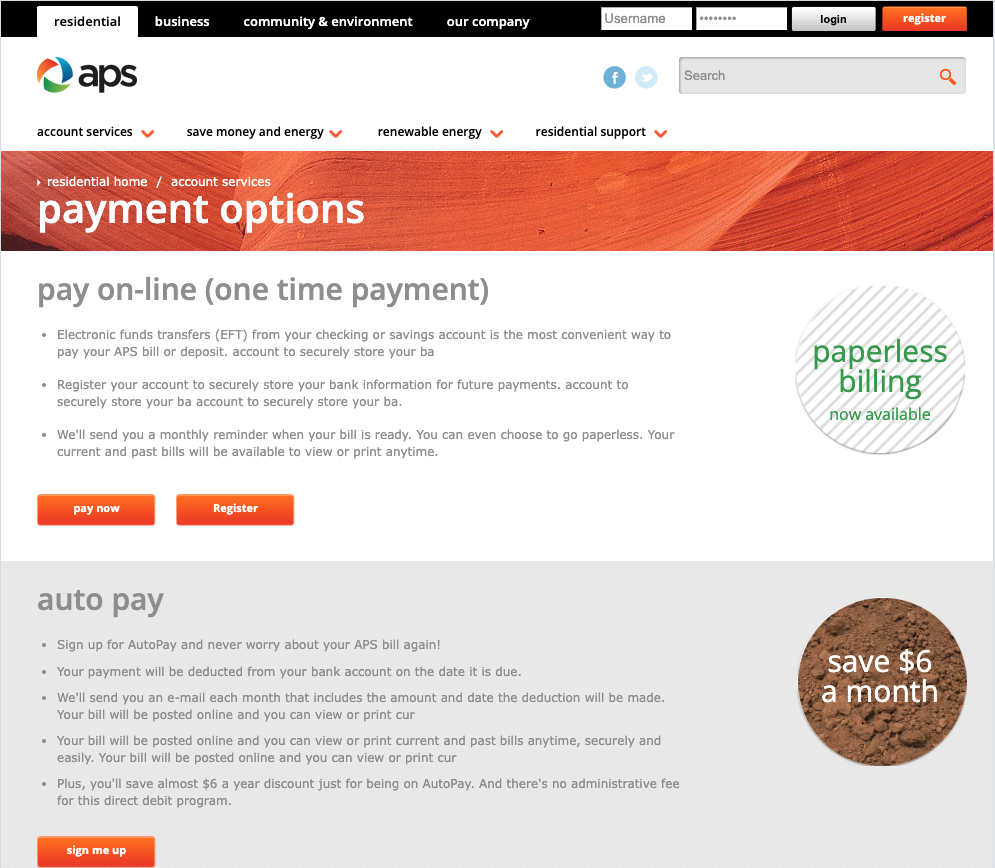 residential business community & environment our company Username •••••••• login register
aps
f Search
account services save money and energy renewable energy residential support
residential home / account services
payment options
pay on-line (one time payment)
• Electronic funds transfers (EFT) from your checking or savings account is the most convenient way to
pay your APS bill or deposit. account to securely store your ba
• Register your account to securely store your bank information for future payments. account to
securely store your ba account to securely store your ba.
• We'll send you a monthly reminder when your bill is ready. You can even choose to go paperless. Your
current and past bills will be available to view or print anytime.
paperless
billing
now available
pay now Register
auto pay
• Sign up for AutoPay and never worry about your APS bill again!
• Your payment will be deducted from your bank account on the date it is due.
• We'll send you an e-mail each month that includes the amount and date the deduction will be made.
Your bill will be posted online and you can view or print cur
• Your bill will be posted online and you can view or print current and past bills anytime, securely and
easily. Your bill will be posted online and you can view or print cur
• Plus, you'll save almost $6 a year discount just for being on AutoPay. And there's no administrative fee
for this direct debit program.
save $6
a month
sign me up